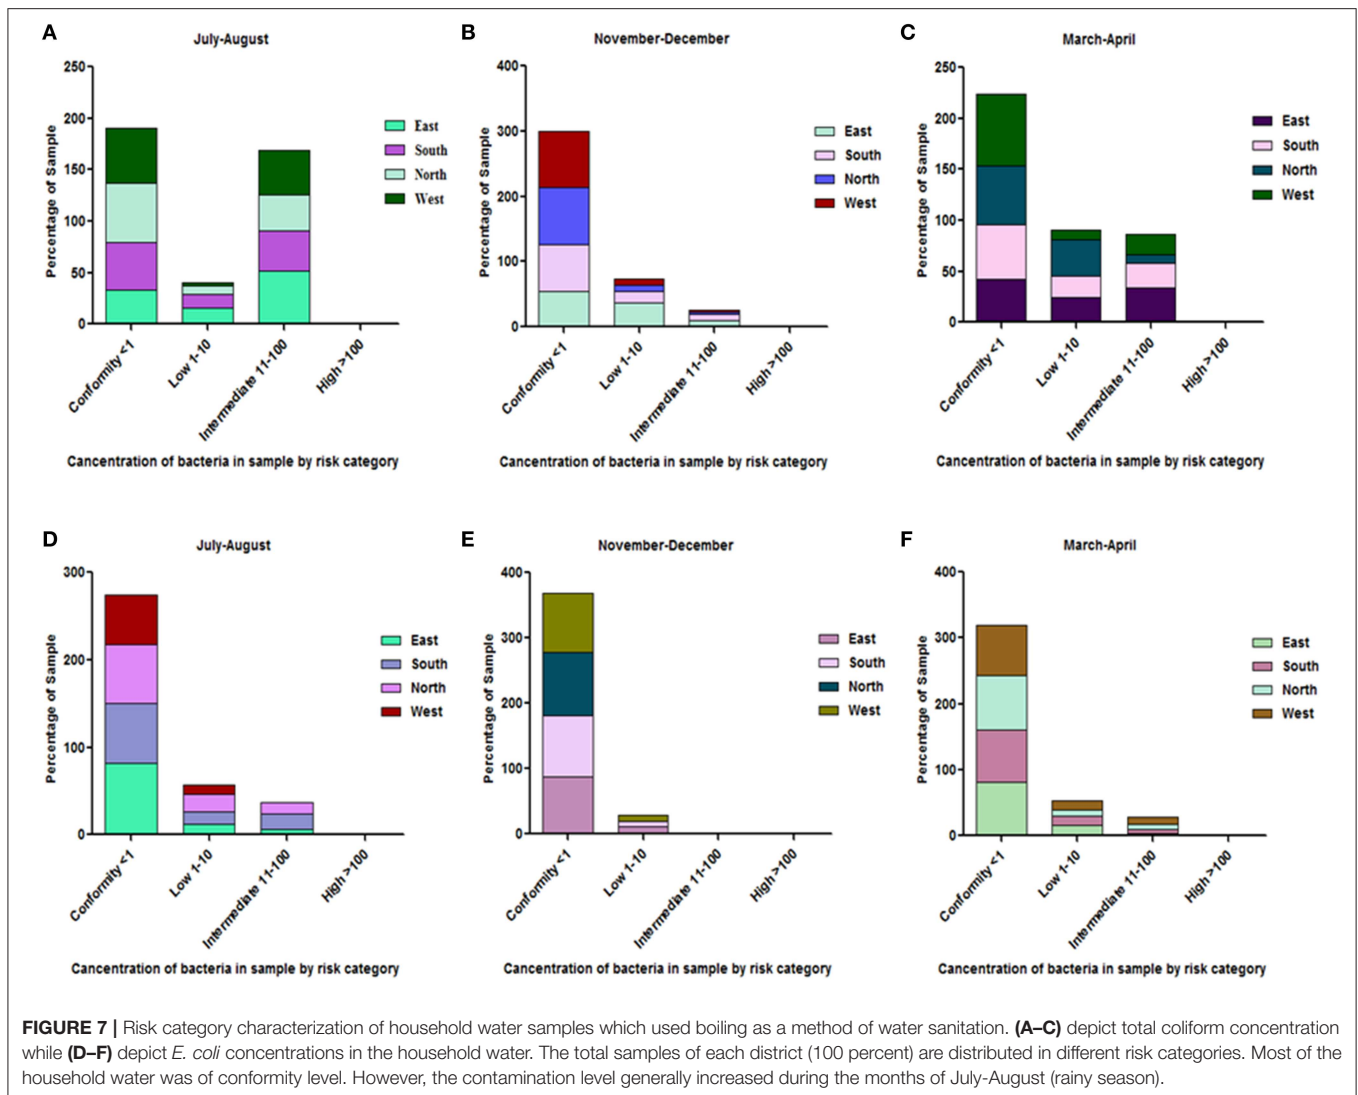 A
July-August
250
200
150
100
50
0
Percentage of Sample
East
South
North
West
Conformity <1
Low 1-10
Intermediate 11-100
High >100
Cancentration of bacteria in sample by risk category
B
November-December
400
300
200
100
0
Percentage of Sample
East
South
North
West
Conformity <1
Low 1-10
Intermediate 11-100
High >100
Cancentration of bacteria in sample by risk category
C
March-April
250
200
150
100
50
0
Percentage of Sample
East
South
North
West
Conformity <1
Low 1-10
Intermediate 11-100
High >100
Cancentration of bacteria in sample by risk category
D
July-August
300
200
100
0
Percentage of Sample
East
South
North
West
Conformity <1
Low 1-10
Intermediate 11-100
High >100
Cancentration of bacteria in sample by risk category
E
November-December
400
300
200
100
0
Percentage of Sample
East
South
North
West
Conformity <1
Low 1-10
Intermediate 11-100
High >100
Cancentration of bacteria in sample by risk category
F
March-April
400
300
200
100
0
Percentage of Sample
East
South
North
West
Conformity <1
Low 1-10
Intermediate 11-100
High >100
Cancentration of bacteria in sample by risk category
FIGURE 7 | Risk category characterization of household water samples which used boiling as a method of water sanitation. (A–C) depict total coliform concentration
while (D–F) depict E. coli concentrations in the household water. The total samples of each district (100 percent) are distributed in different risk categories. Most of the
household water was of conformity level. However, the contamination level generally increased during the months of July-August (rainy season).